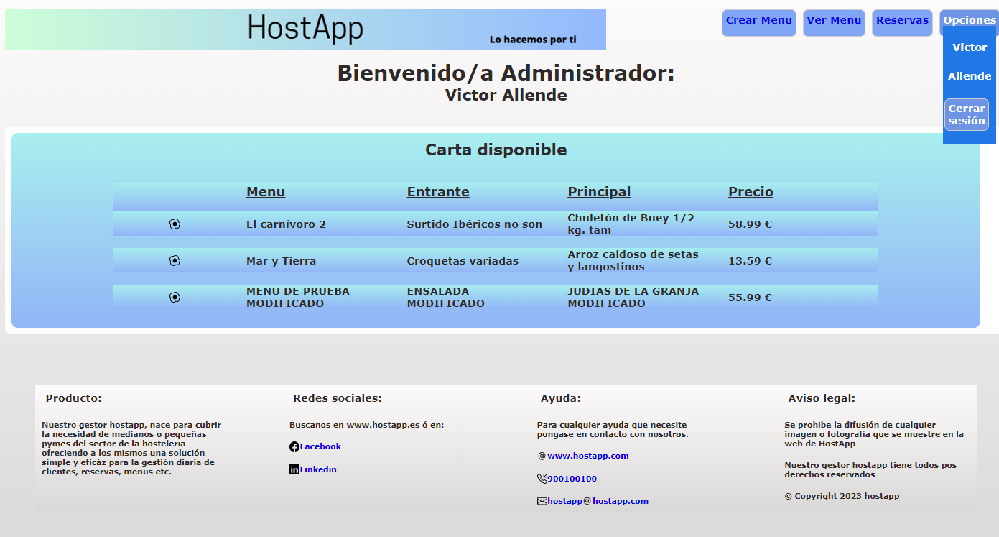 HostApp
Lo hacemos por ti
Crear Menu
Ver Menu
Reservas
Opciones
Victor
Allende
Cerrar
sesión
Bienvenido/a Administrador:
Victor Allende
Carta disponible
Menu Entrante Principal Precio
El carnívoro 2 Surtido Ibéricos no son Chuletón de Buey 1/2 kg. tam 58.99 €
Mar y Tierra Croquetas variadas Arroz caldoso de setas y langostinos 13.59 €
MENU DE PRUEBA MODIFICADO ENSALADA MODIFICADO JUDIAS DE LA GRANJA MODIFICADO 55.99 €
Producto:
Nuestro gestor hostapp, nace para cubrir
la necesidad de medianos o pequeñas
pymes del sector de la hosteleria
ofreciendo a los mismos una solución
simple y eficáz para la gestión diaria de
clientes, reservas, menus etc.
Redes sociales:
Buscanos en www.hostapp.es ó en:
Facebook
Linkedin
Ayuda:
Para cualquier ayuda que necesite
pongase en contacto con nosotros.
@www.hostapp.com
900100100
hostapp@hostapp.com
Aviso legal:
Se prohibe la difusión de cualquier
imagen o fotografía que se muestre en la
web de HostApp
Nuestro gestor hostapp tiene todos pos
derechos reservados
© Copyright 2023 hostapp